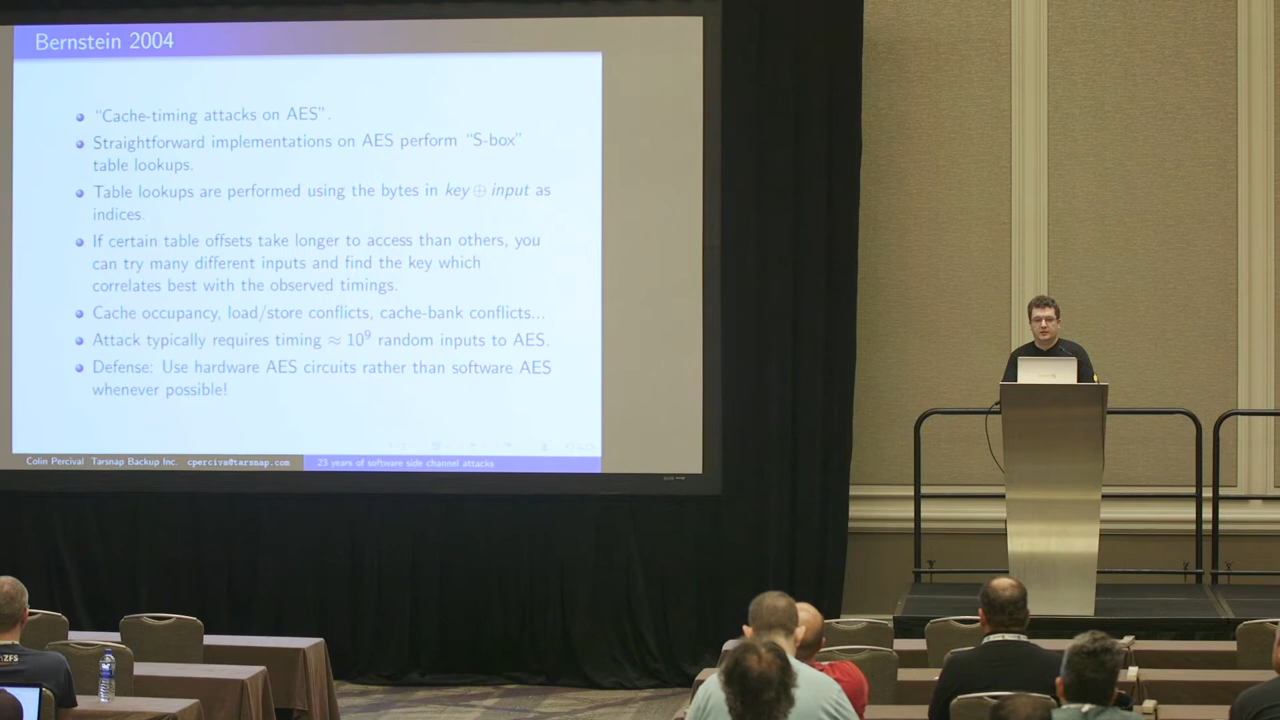 Bernstein 2004
"Cache-timing attacks on AES".
Straightforward implementations on AES perform "S-box"
table lookups.
Table lookups are performed using the bytes in key ⊕ input as
indices.
If certain table offsets take longer to access than others, you
can try many different inputs and find the key which
correlates best with the observed timings.
Cache occupancy, load/store conflicts, cache-bank conflicts...
Attack typically requires timing ≈ 10⁹ random inputs to AES.
Defense: Use hardware AES circuits rather than software AES
whenever possible!
Colin Percival Tarsnap Backup Inc. cperciva@tarsnap.com
23 years of software side channel attacks
ZFS